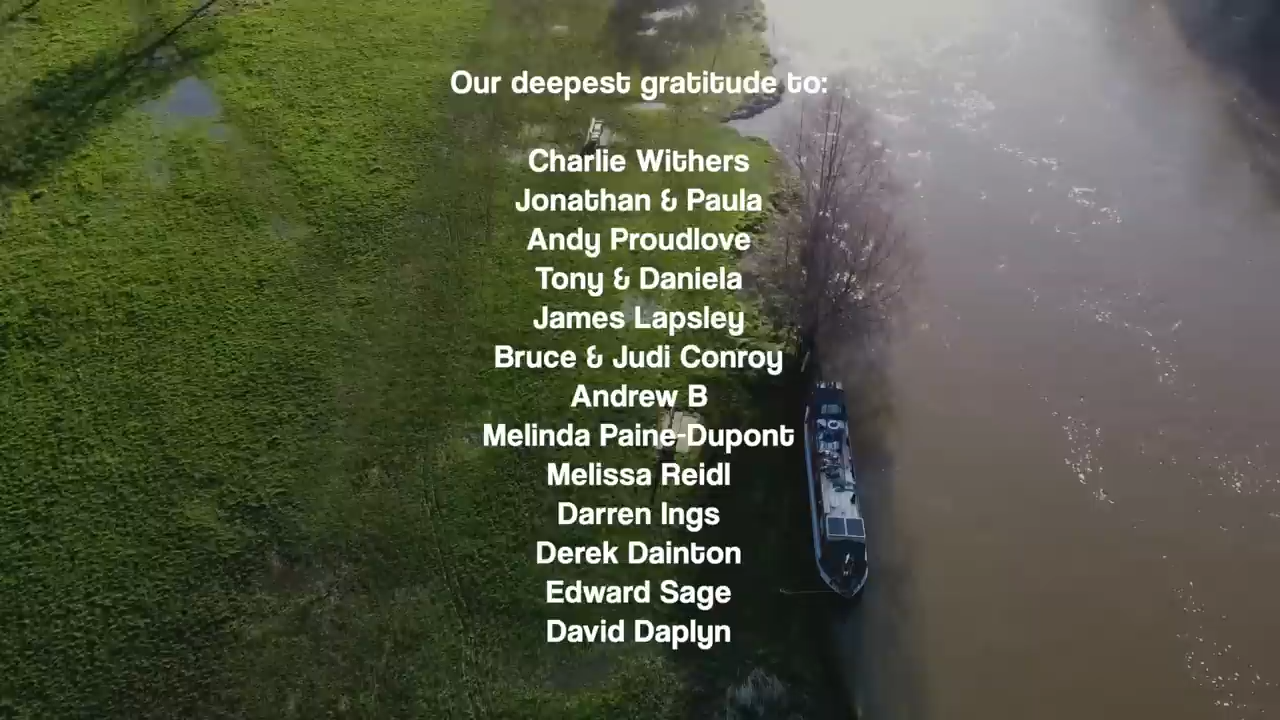 Our deepest gratitude to:
Charlie Withers
Jonathan & Paula
Andy Proudlove
Tony & Daniela
James Lapsley
Bruce & Judi Conroy
Andrew B
Melinda Paine-Dupont
Melissa Reidl
Darren Ings
Derek Dainton
Edward Sage
David Daplyn